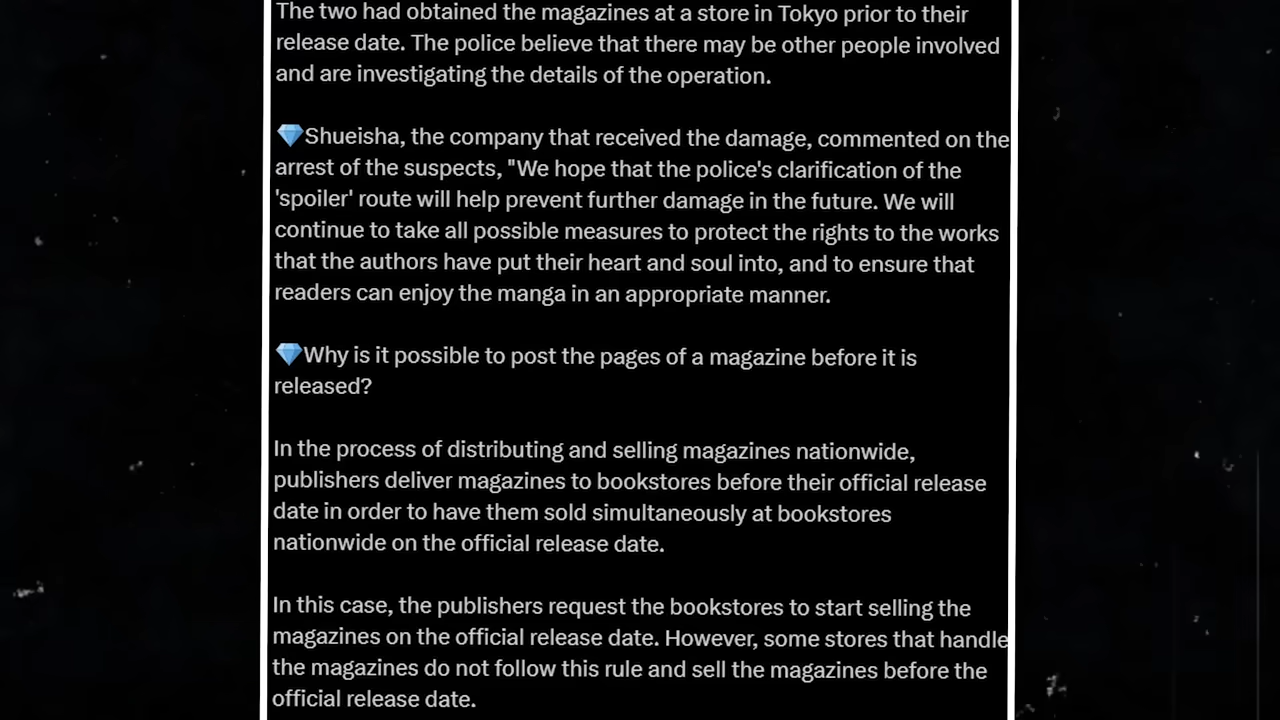 The two had obtained the magazines at a store in Tokyo prior to their
release date. The police believe that there may be other people involved
and are investigating the details of the operation.
💎Shueisha, the company that received the damage, commented on the
arrest of the suspects, "We hope that the police's clarification of the
'spoiler' route will help prevent further damage in the future. We will
continue to take all possible measures to protect the rights to the works
that the authors have put their heart and soul into, and to ensure that
readers can enjoy the manga in an appropriate manner.
💎Why is it possible to post the pages of a magazine before it is
released?
In the process of distributing and selling magazines nationwide,
publishers deliver magazines to bookstores before their official release
date in order to have them sold simultaneously at bookstores
nationwide on the official release date.
In this case, the publishers request the bookstores to start selling the
magazines on the official release date. However, some stores that handle
the magazines do not follow this rule and sell the magazines before the
official release date.